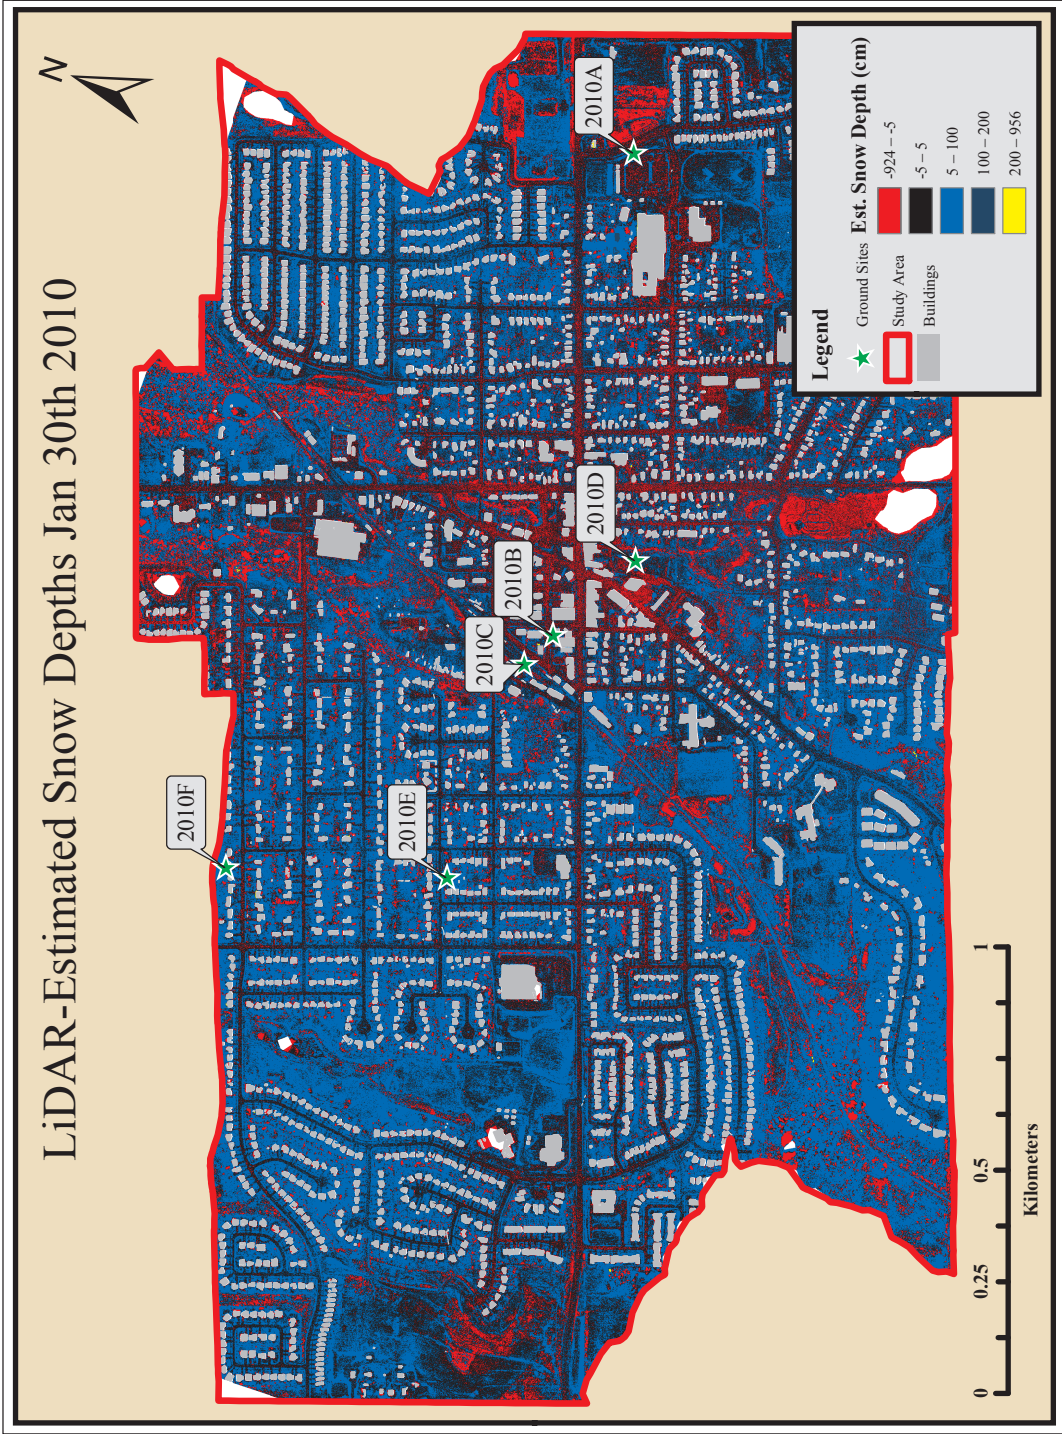 LiDAR-Estimated Snow Depths Jan 30th 2010
N
2010F
2010E
2010C
2010B
2010D
2010A
Legend
Ground Sites
Study Area
Buildings
Est. Snow Depth (cm)
-924 – -5
-5 – 5
5 – 100
100 – 200
200 – 956
0 0.25 0.5 1
Kilometers